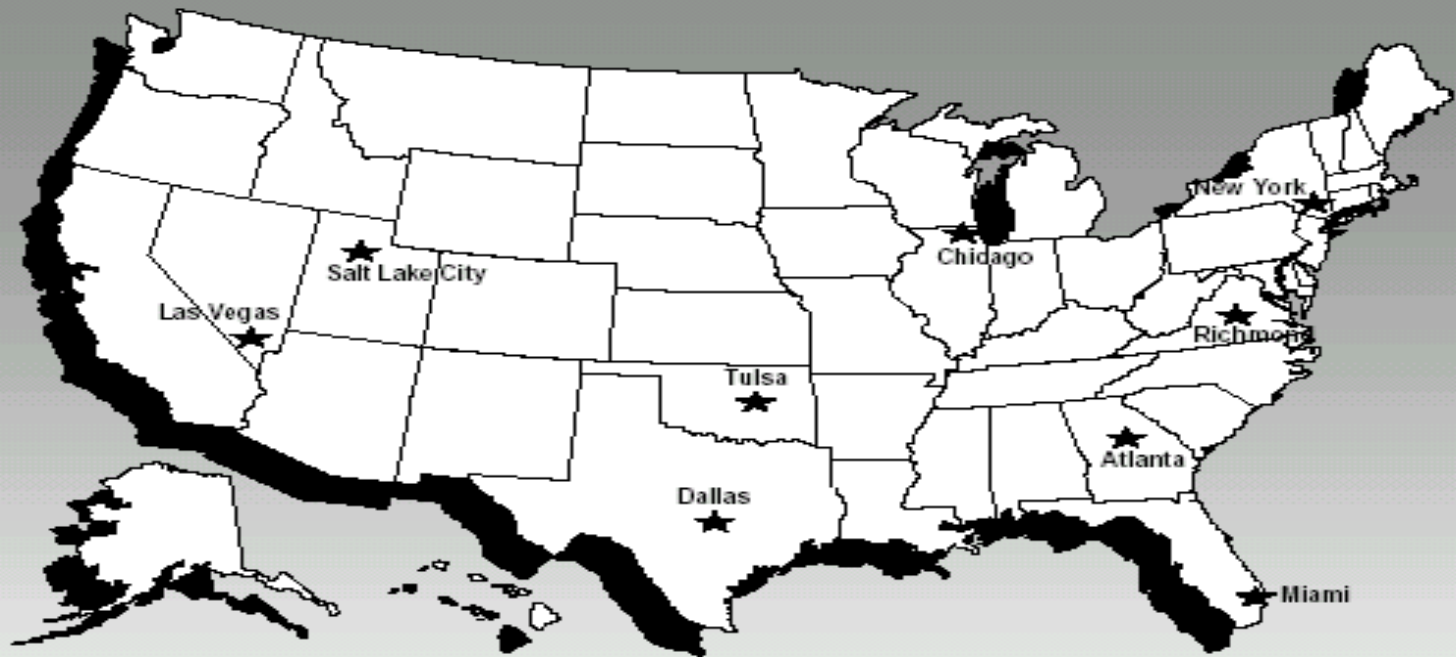 New York
Chicago
Salt Lake City
Las Vegas
Richmond
Tulsa
Atlanta
Dallas
Miami